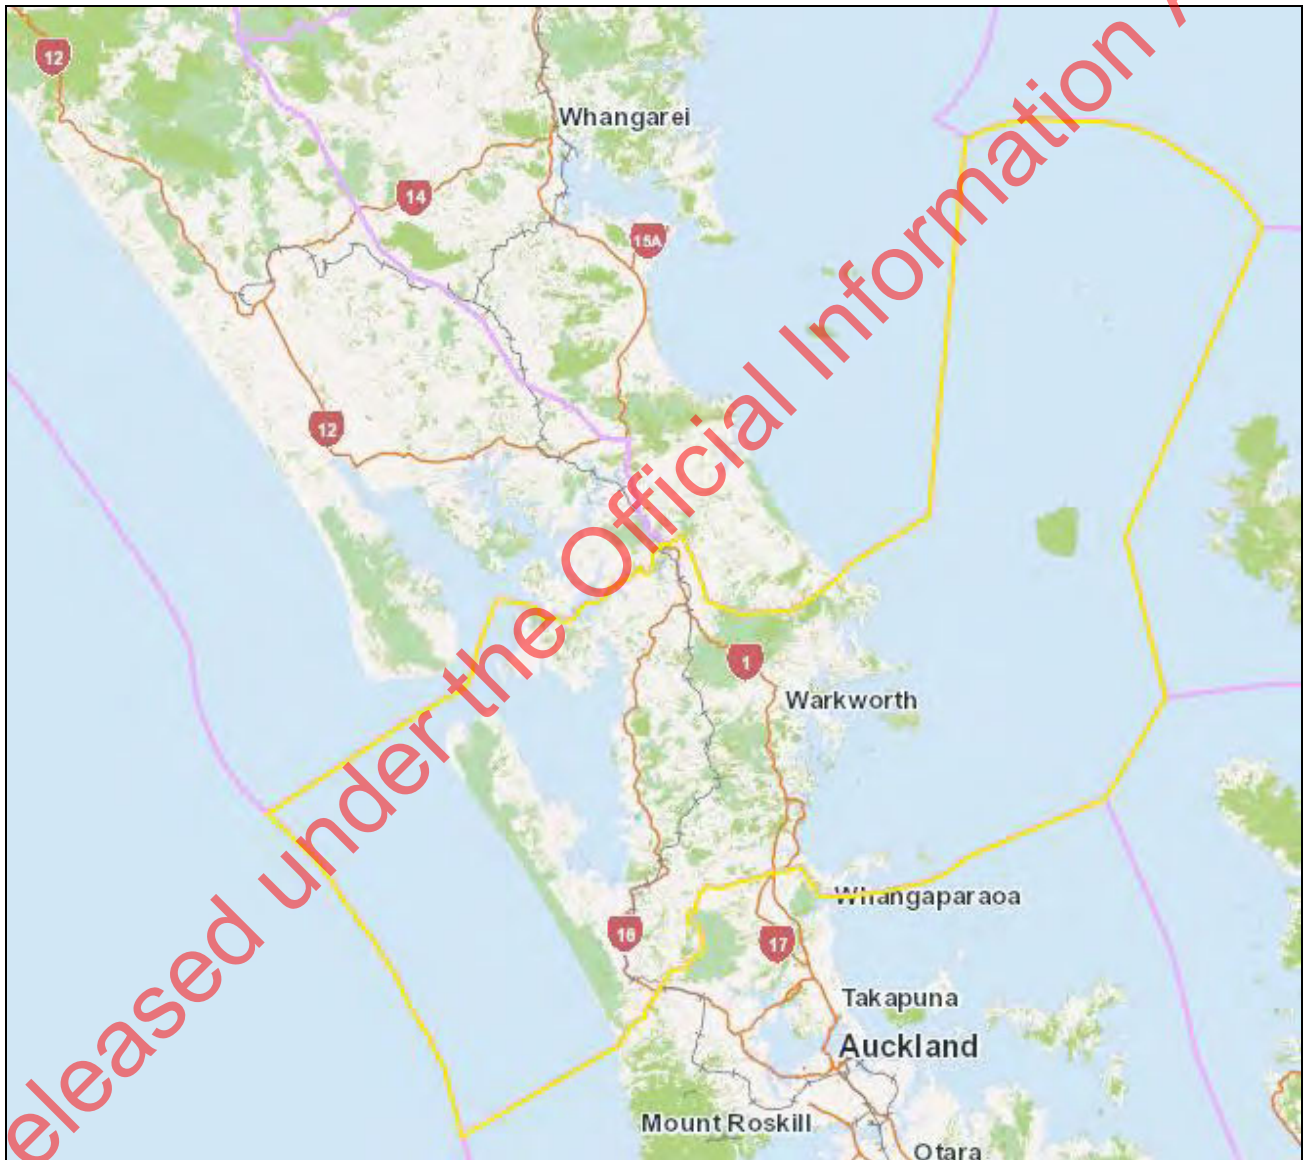 12
Whangarei
14
15A
12
1
Warkworth
Whangaparaoa
16
17
Takapuna
Auckland
Mount Roskill
Otara
eleased under the Official Information